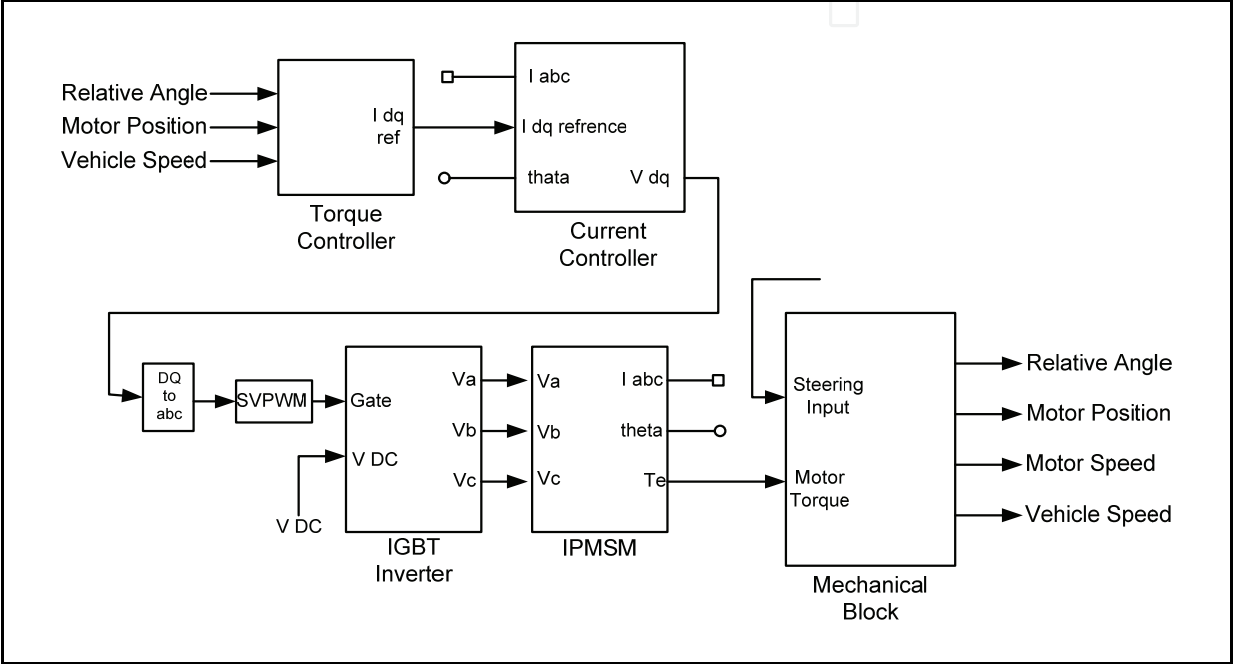 Relative Angle
Motor Position
Vehicle Speed
I dq
ref
Torque
Controller
I abc
I dq refrence
thata
V dq
Current
Controller
DQ
to
abc
SVPWM
Gate
V DC
V DC
Va
Vb
Vc
IGBT
Inverter
Va
Vb
Vc
I abc
theta
Te
IPMSM
Steering
Input
Motor
Torque
Mechanical
Block
Relative Angle
Motor Position
Motor Speed
Vehicle Speed